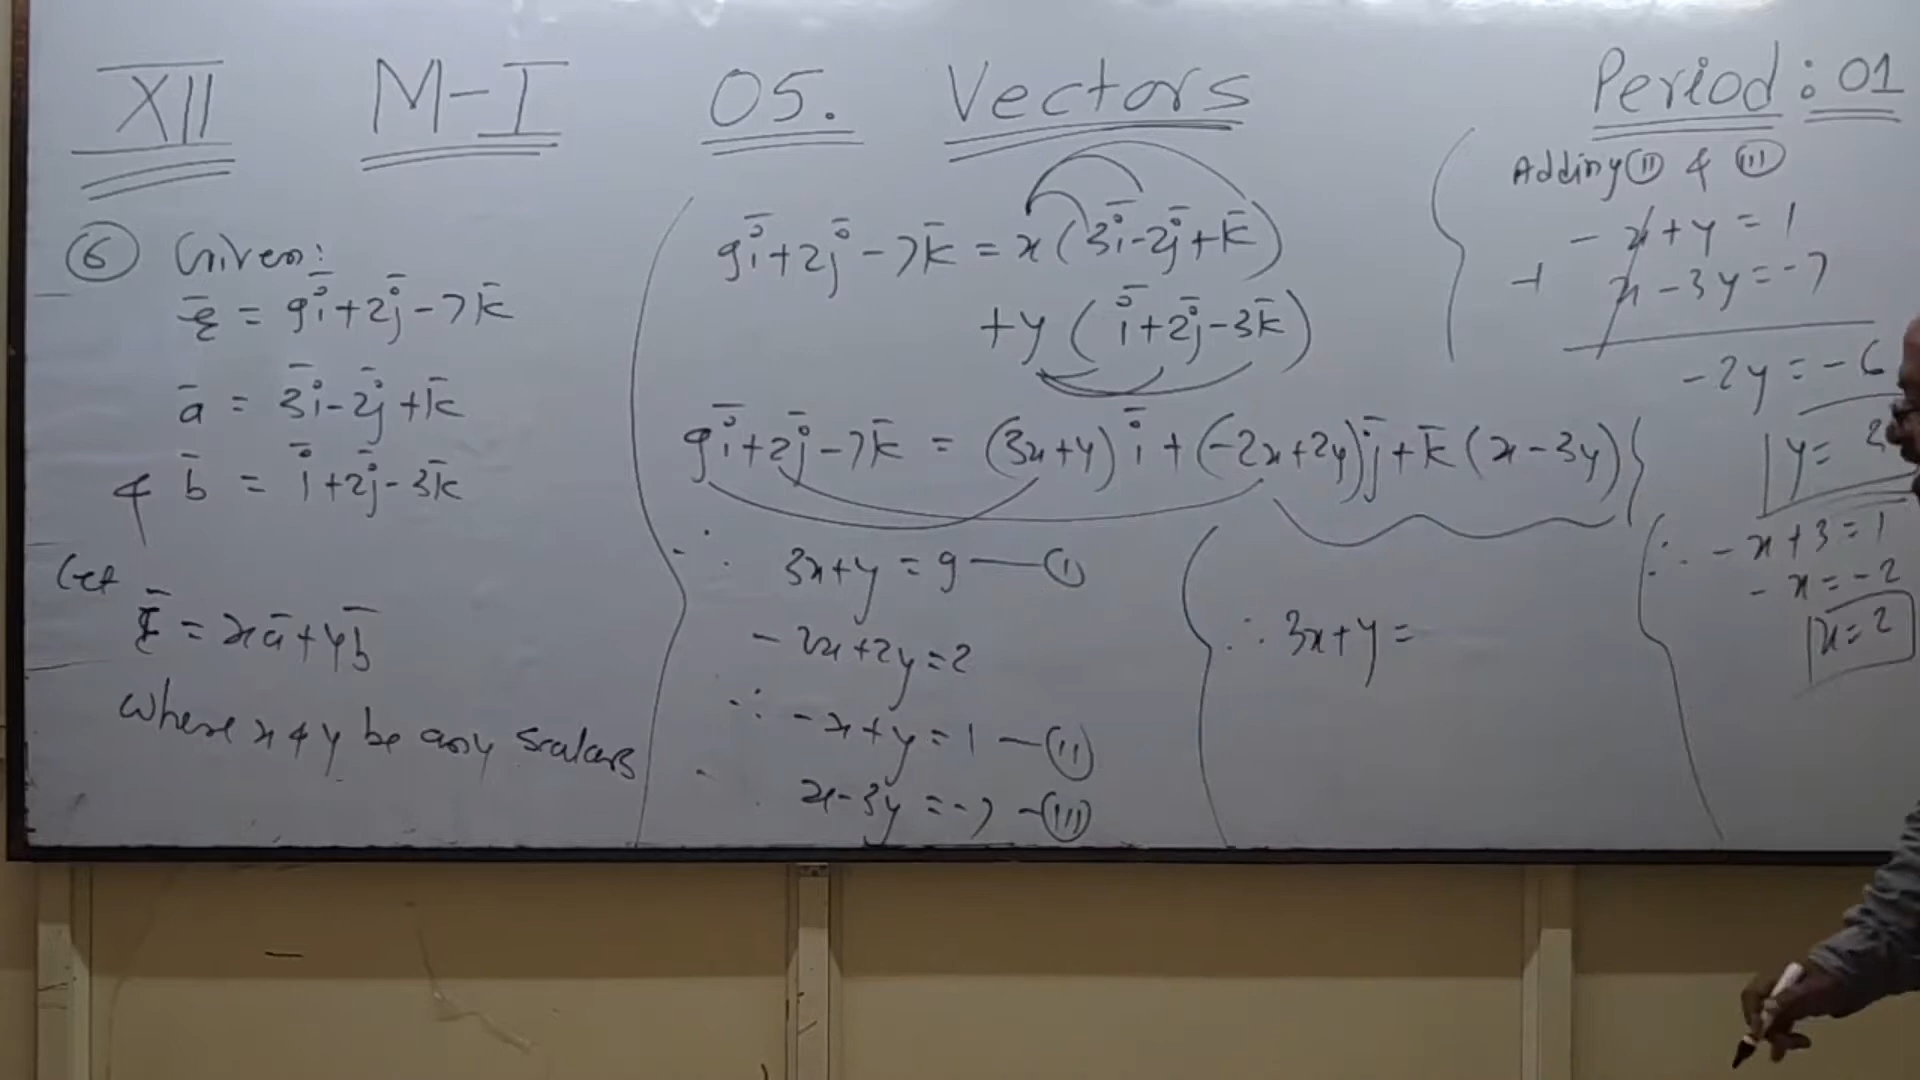 XII M-I 05. Vectors Period: 01
⑥ Given:
c̄ = 9ī+2j̄-7k̄
ā = 3ī-2j̄+k̄
& b̄ = ī+2j̄-3k̄
Let
c̄ = xā+yb̄
where x & y be any scalars
9ī+2j̄-7k̄ = x(3ī-2j̄+k̄)
+y(ī+2j̄-3k̄)
9ī+2j̄-7k̄ = (3x+y)ī+(-2x+2y)j̄+k̄(x-3y)
∴ 3x+y=9 — (I)
-2x+2y=2
∴ -x+y=1 — (II)
x-3y=-7 — (III)
∴ 3x+y=
Adding (II) & (III)
-x+y=1
+ x-3y=-7
-2y=-6
y=3
∴ -x+3=1
-x=-2
x=2